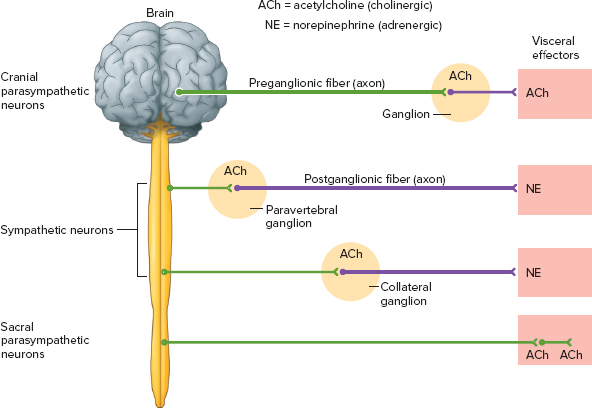 ACh = acetylcholine (cholinergic)
Brain
NE = norepinephrine (adrenergic)
Visceral
effectors
Cranial
parasympathetic
neurons
Preganglionic fiber (axon)
ACh
ACh
Ganglion
ACh
Postganglionic fiber (axon)
NE
Paravertebral
ganglion
Sympathetic neurons
ACh
NE
Collateral
ganglion
Sacral
parasympathetic
neurons
ACh ACh